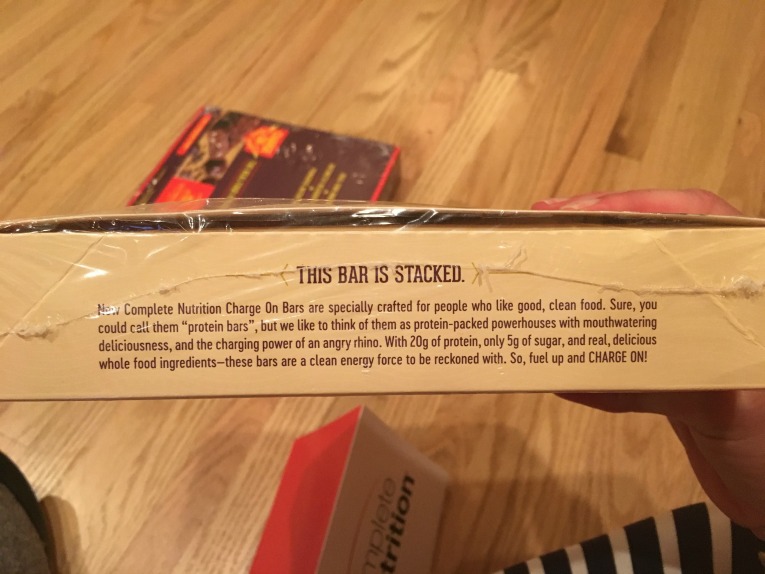 THIS BAR IS STACKED.
New Complete Nutrition Charge On Bars are specially crafted for people who like good, clean food. Sure, you
could call them “protein bars”, but we like to think of them as protein-packed powerhouses with mouthwatering
deliciousness, and the charging power of an angry rhino. With 20g of protein, only 5g of sugar, and real, delicious
whole food ingredients–these bars are a clean energy force to be reckoned with. So, fuel up and CHARGE ON!
mplete
trition